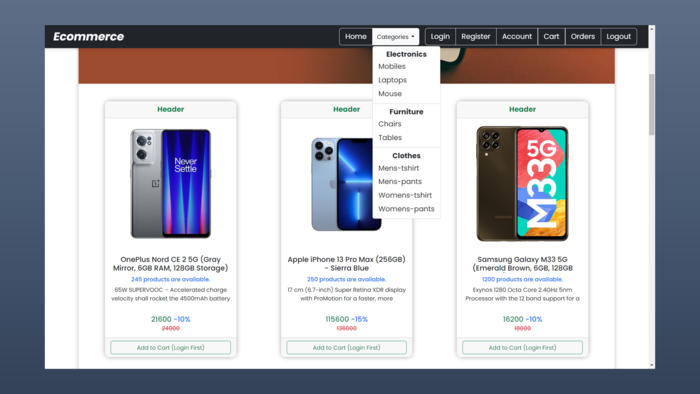 Ecommerce
Home
Categories
Login
Register
Account
Cart
Orders
Logout
Electronics
Mobiles
Laptops
Mouse
Furniture
Chairs
Tables
Clothes
Mens-tshirt
Mens-pants
Womens-tshirt
Womens-pants
Header
Never
Settle
OnePlus Nord CE 2 5G (Gray
Mirror, 6GB RAM, 128GB Storage)
245 products are available.
65W SUPERVOOC – Accelerated charge
velocity shall rocket the 4500mAh battery
21600 -10%
24000
Add to Cart (Login First)
Header
Apple iPhone 13 Pro Max (256GB)
- Sierra Blue
250 products are available.
17 cm (6.7-inch) Super Retina XDR display
with ProMotion for a faster, more
115600 -15%
136000
Add to Cart (Login First)
Header
5G
M33
Samsung Galaxy M33 5G
(Emerald Brown, 6GB, 128GB
1200 products are available.
Exynos 1280 Octa Core 2.40GHz 5nm
Processor with the 12 band support for a
16200 -10%
18000
Add to Cart (Login First)